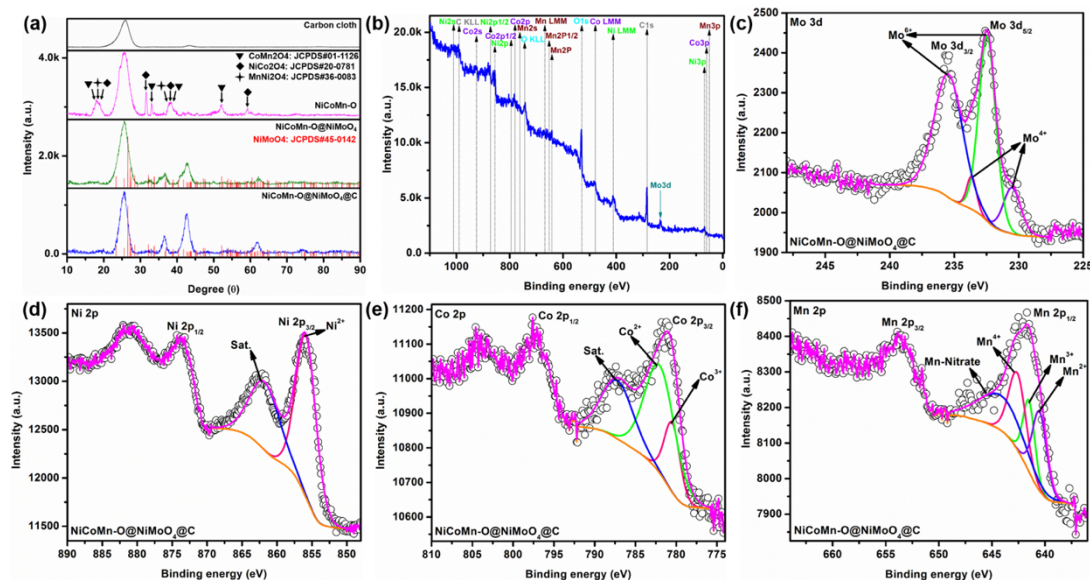 (a)
Carbon cloth
CoMn2O4: JCPDS#01-1126
NiCo2O4: JCPDS#20-0781
MnNi2O4: JCPDS#36-0083
NiCoMn-O
NiCoMn-O@NiMoO4
NiMoO4: JCPDS#45-0142
NiCoMn-O@NiMoO4@C
4.0k
2.0k
0.0
Intensity (a.u.)
10 20 30 40 50 60 70 80 90
Degree (θ)
(b)
Ni2s C KLL Ni2p1/2 Co2p Mn LMM O1s Co LMM C1s Mn3p
Co2s Co2p1/2 Mn2s Mn2P1/2 Ni LMM Co3p
Ni2p O KLL Mn2P Ni3p
Mo3d
20.0k
15.0k
10.0k
5.0k
0.0
Intensity (a.u.)
1000 800 600 400 200 0
Binding energy (eV)
(c)
Mo 3d
Mo 3d5/2
Mo6+
Mo 3d3/2
Mo4+
NiCoMn-O@NiMoO4@C
2500
2400
2300
2200
2100
2000
1900
Intensity (a.u.)
245 240 235 230 225
Binding energy (eV)
(d)
Ni 2p
Ni 2p1/2
Ni 2p3/2
Ni2+
Sat.
NiCoMn-O@NiMoO4@C
13500
13000
12500
12000
11500
Intensity (a.u.)
890 885 880 875 870 865 860 855 850
Binding energy (eV)
(e)
Co 2p
Co 2p1/2
Co2+
Co 2p3/2
Sat.
Co3+
NiCoMn-O@NiMoO4@C
11200
11100
11000
10900
10800
10700
10600
Intensity (a.u.)
810 803 796 789 782 775
Binding energy (eV)
(f)
Mn 2p
Mn 2p3/2
Mn 2p1/2
Mn4+
Mn3+
Mn-Nitrate
Mn2+
NiCoMn-O@NiMoO4@C
8500
8400
8300
8200
8100
8000
7900
Intensity (a.u.)
660 655 650 645 640
Binding energy (eV)